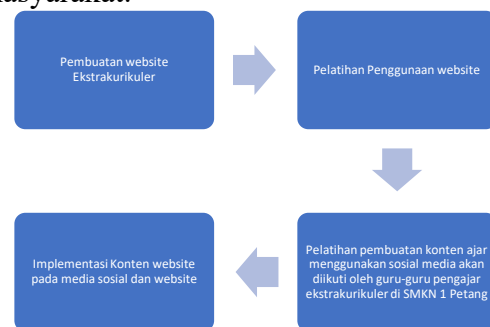 Pembuatan website
Ekstrakurikuler
Pelatihan Penggunaan website
Pelatihan pembuatan konten ajar
menggunakan sosial media akan
diikuti oleh guru-guru pengajar
ekstrakurikuler di SMKN 1 Petang
Implementasi Konten website
pada media sosial dan website